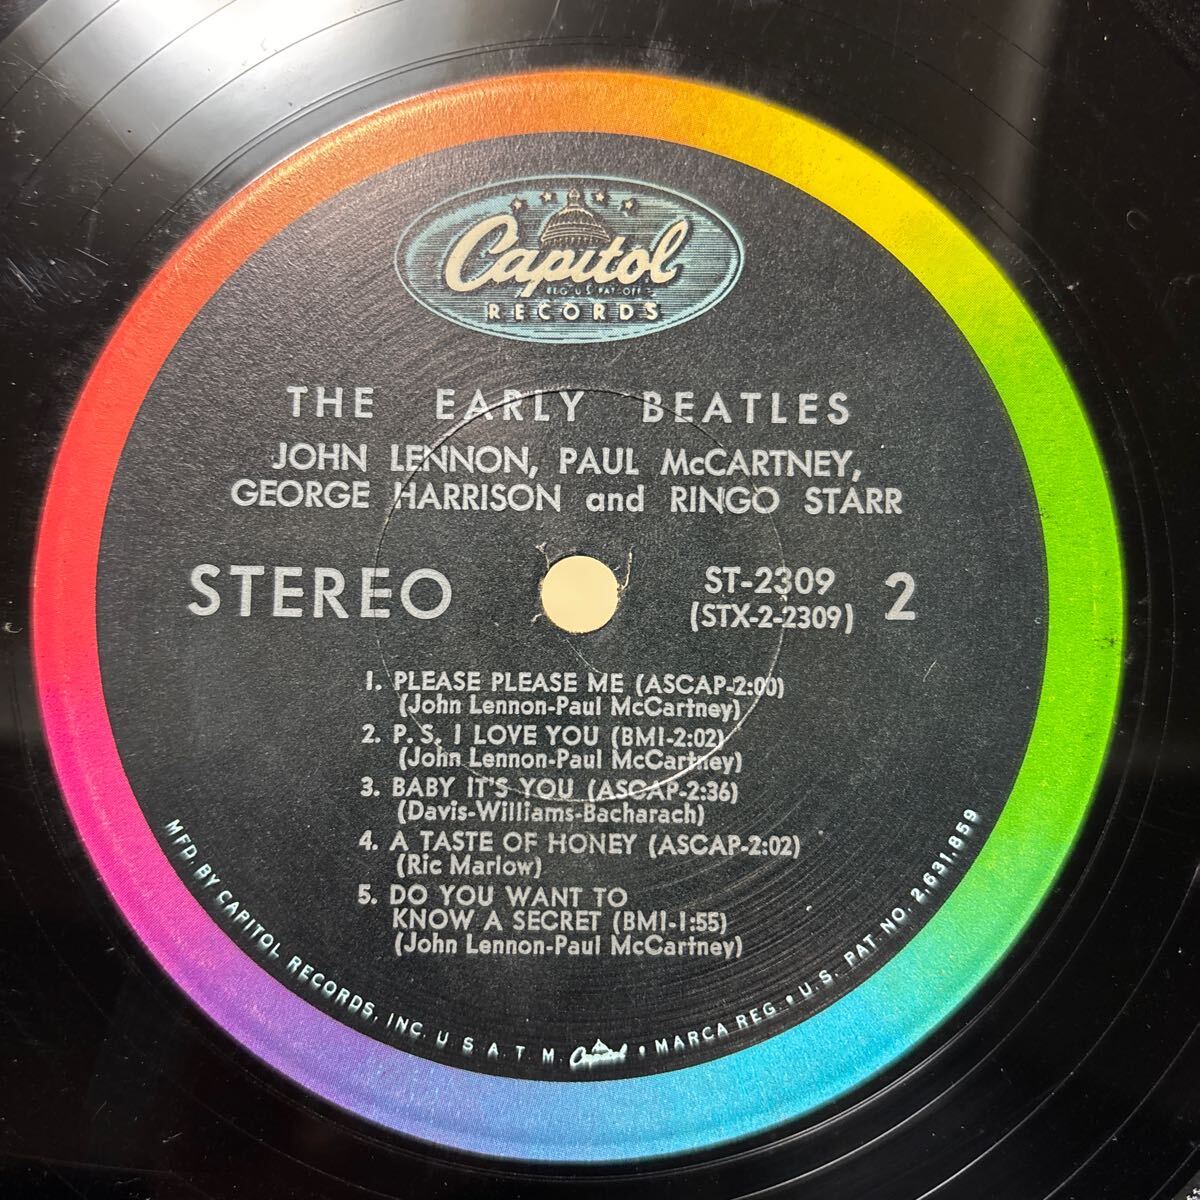 Capitol
REG. U.S. PAT. OFF.
RECORDS
THE EARLY BEATLES
JOHN LENNON, PAUL McCARTNEY,
GEORGE HARRISON and RINGO STARR
STEREO
ST-2309
(STX-2-2309)
2
1. PLEASE PLEASE ME (ASCAP-2:00)
(John Lennon-Paul McCartney)
2. P. S. I LOVE YOU (BMI-2:02)
(John Lennon-Paul McCartney)
3. BABY IT'S YOU (ASCAP-2:36)
(Davis-Williams-Bacharach)
4. A TASTE OF HONEY (ASCAP-2:02)
(Ric Marlow)
5. DO YOU WANT TO
KNOW A SECRET (BMI-1:55)
(John Lennon-Paul McCartney)
MFD. BY CAPITOL RECORDS, INC. U.S.A. T.M. Capitol • MARCA REG. • U.S. PAT. NO. 2,631,859